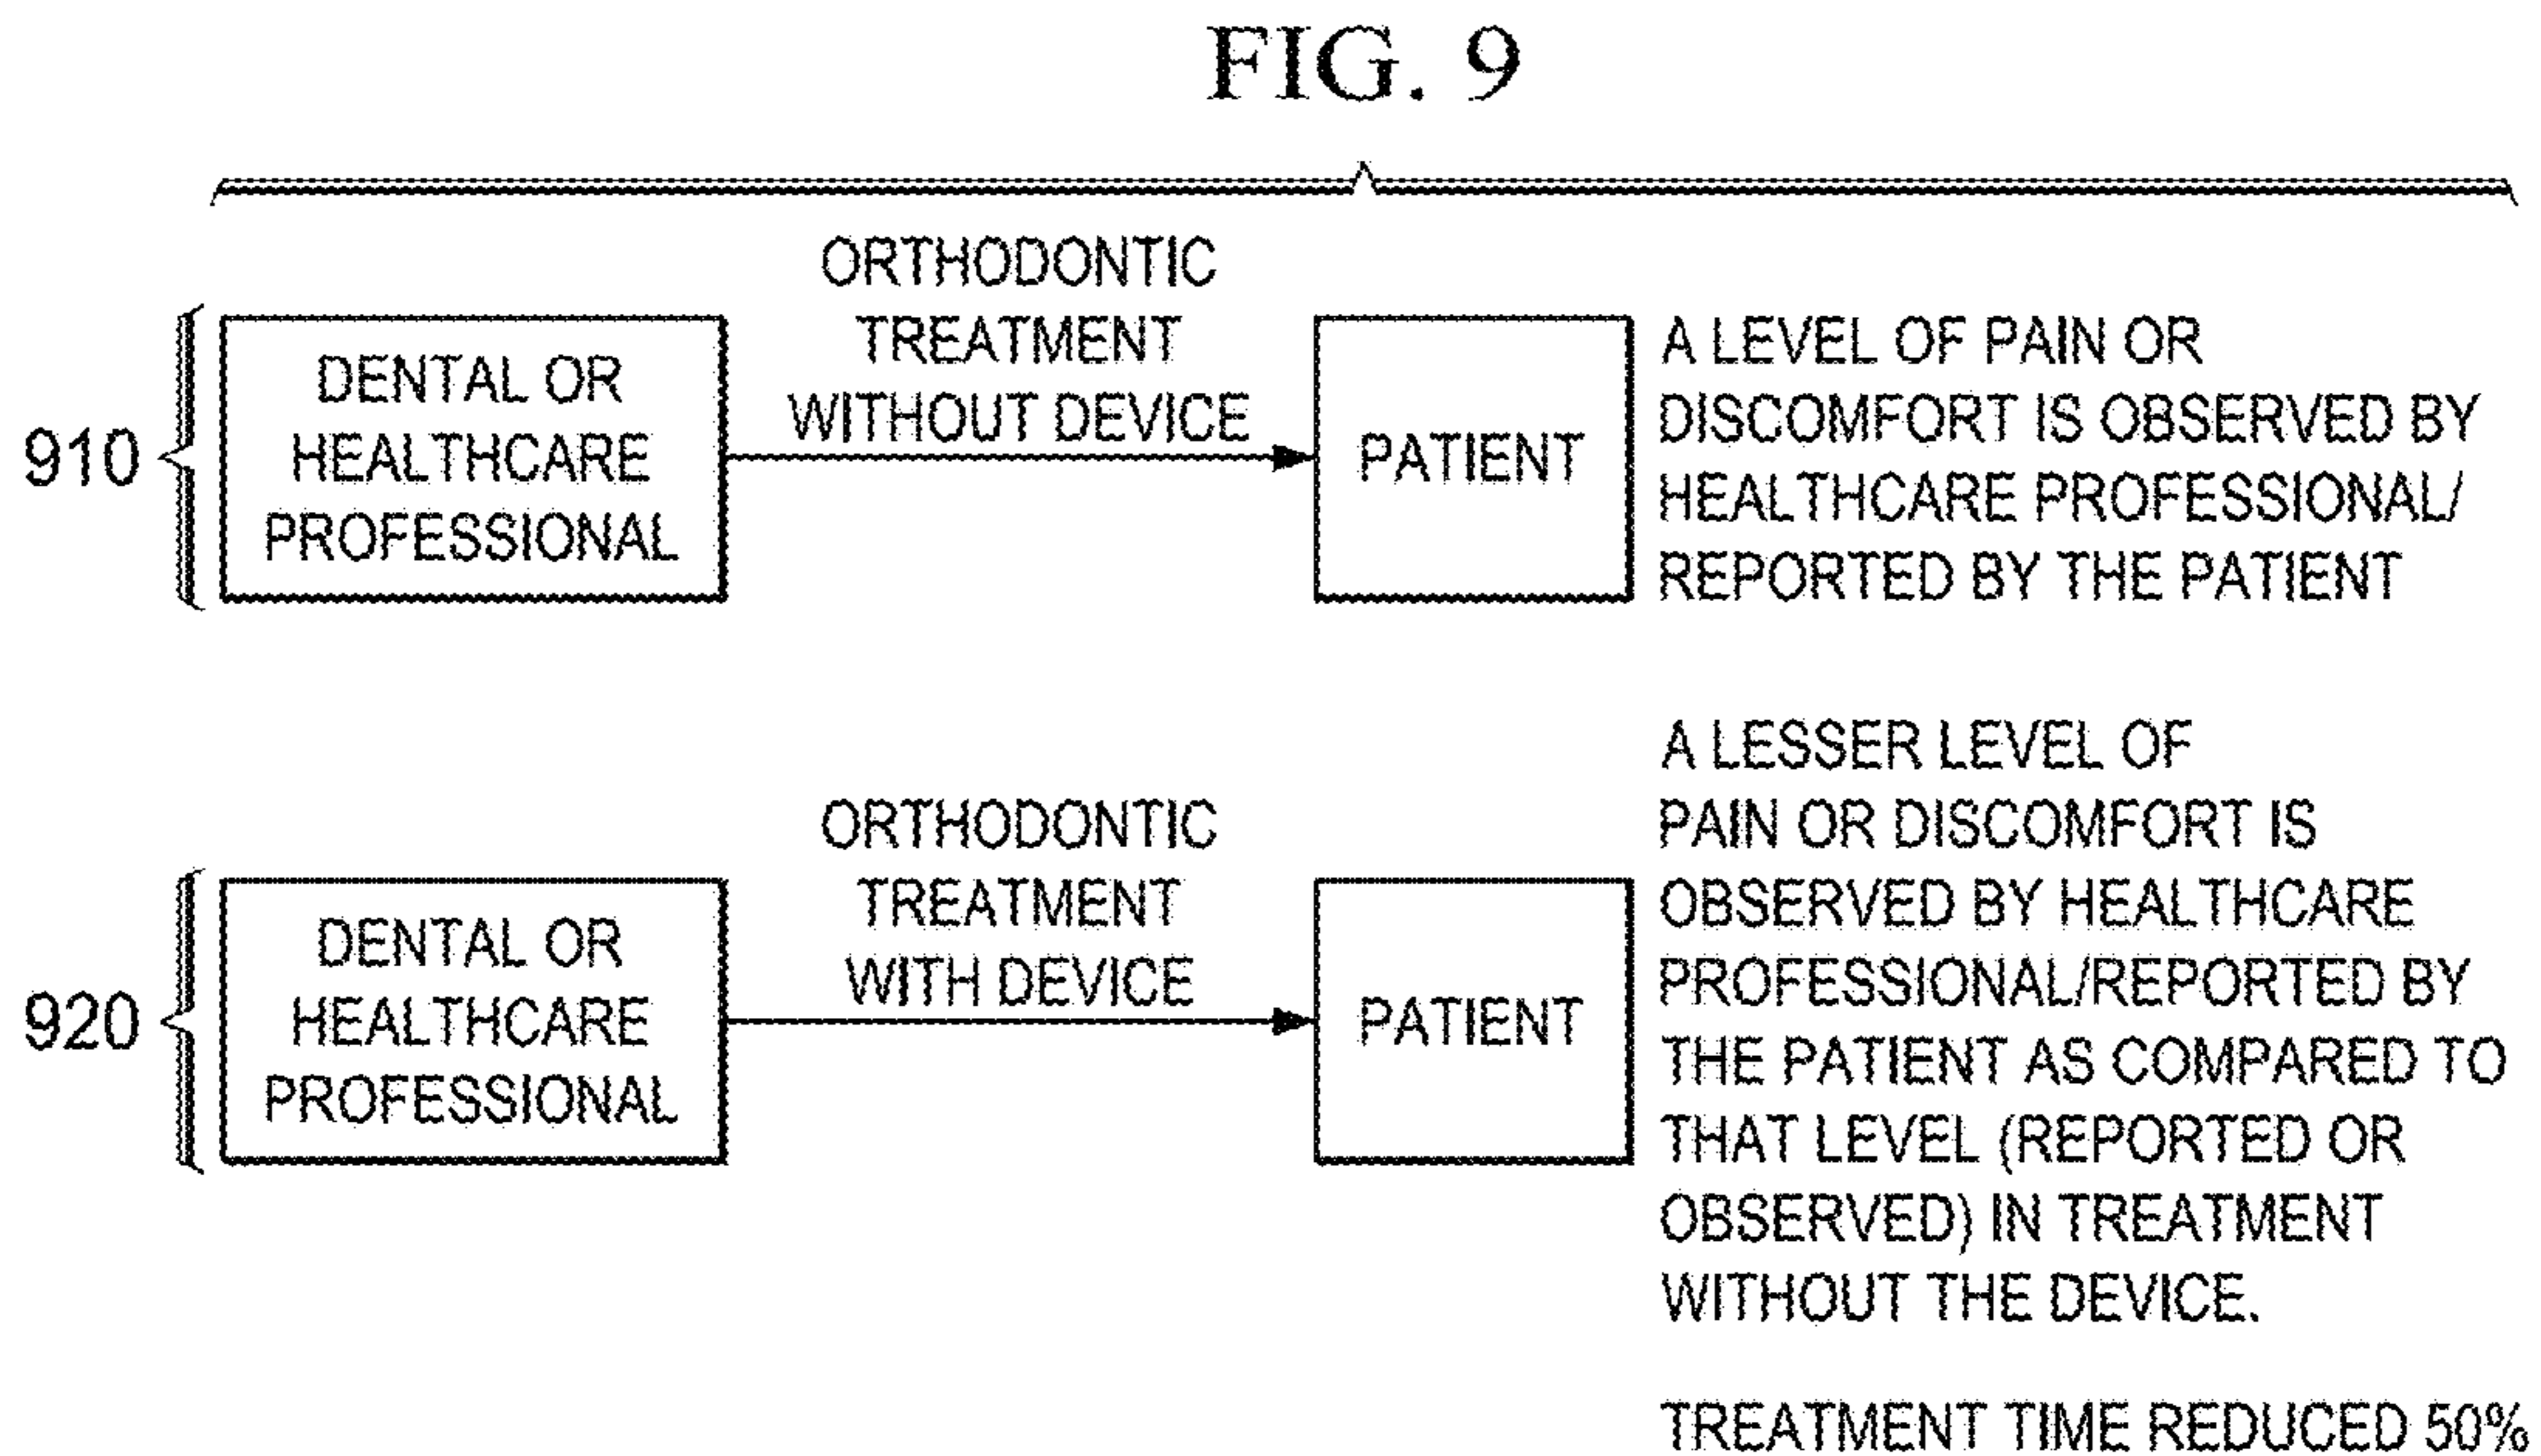 FIG. 9
910
DENTAL OR
HEALTHCARE
PROFESSIONAL
ORTHODONTIC
TREATMENT
WITHOUT DEVICE
PATIENT
A LEVEL OF PAIN OR
DISCOMFORT IS OBSERVED BY
HEALTHCARE PROFESSIONAL/
REPORTED BY THE PATIENT
920
DENTAL OR
HEALTHCARE
PROFESSIONAL
ORTHODONTIC
TREATMENT
WITH DEVICE
PATIENT
A LESSER LEVEL OF
PAIN OR DISCOMFORT IS
OBSERVED BY HEALTHCARE
PROFESSIONAL/REPORTED BY
THE PATIENT AS COMPARED TO
THAT LEVEL (REPORTED OR
OBSERVED) IN TREATMENT
WITHOUT THE DEVICE.
TREATMENT TIME REDUCED 50%